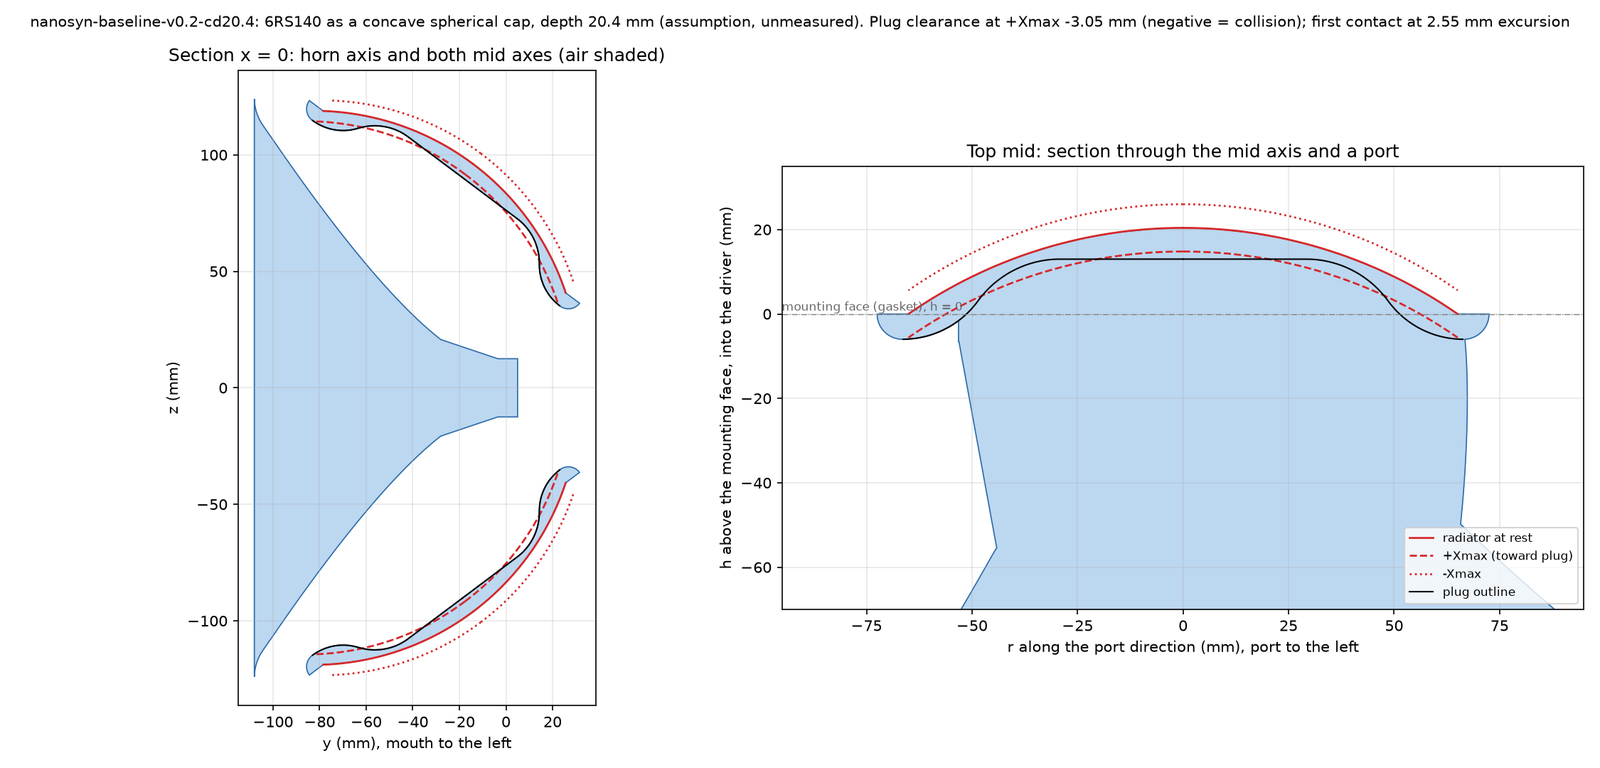 nanosyn-baseline-v0.2-cd20.4: 6RS140 as a concave spherical cap, depth 20.4 mm (assumption, unmeasured). Plug clearance at +Xmax -3.05 mm (negative = collision); first contact at 2.55 mm excursion
Section x = 0: horn axis and both mid axes (air shaded)
z (mm)
100
50
0
−50
−100
−100 −80 −60 −40 −20 0 20
y (mm), mouth to the left
Top mid: section through the mid axis and a port
h above the mounting face, into the driver (mm)
20
0
−20
−40
−60
mounting face (gasket), h = 0
radiator at rest
+Xmax (toward plug)
-Xmax
plug outline
−75 −50 −25 0 25 50 75
r along the port direction (mm), port to the left